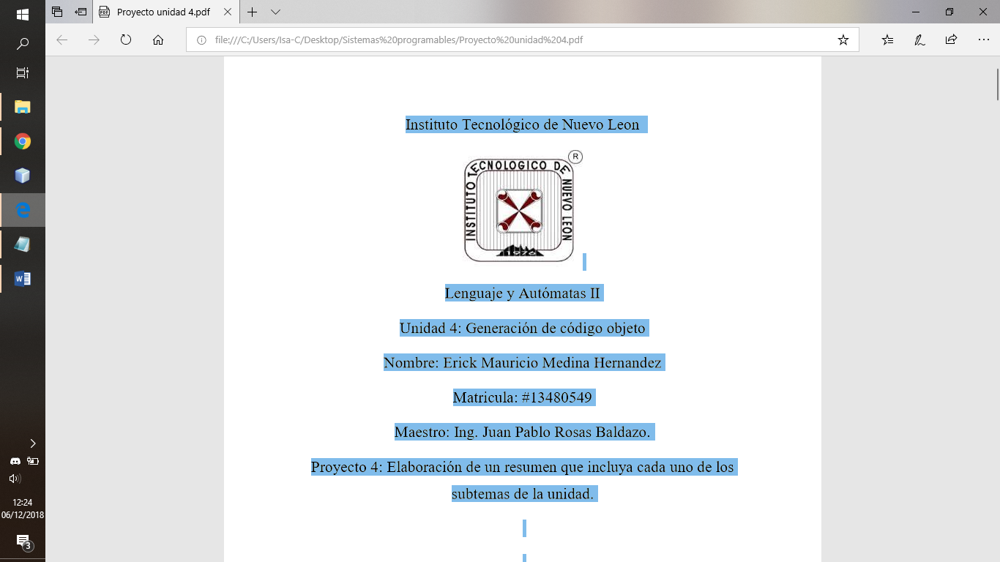 Proyecto unidad 4.pdf
file:///C:/Users/Isa-C/Desktop/Sistemas%20programables/Proyecto%20unidad%204.pdf
Instituto Tecnológico de Nuevo Leon
R
INSTITUTO TECNOLOGICO DE NUEVO LEON
Lenguaje y Autómatas II
Unidad 4: Generación de código objeto
Nombre: Erick Mauricio Medina Hernandez
Matricula: #13480549
Maestro: Ing. Juan Pablo Rosas Baldazo.
Proyecto 4: Elaboración de un resumen que incluya cada uno de los
subtemas de la unidad.
12:24
06/12/2018
3